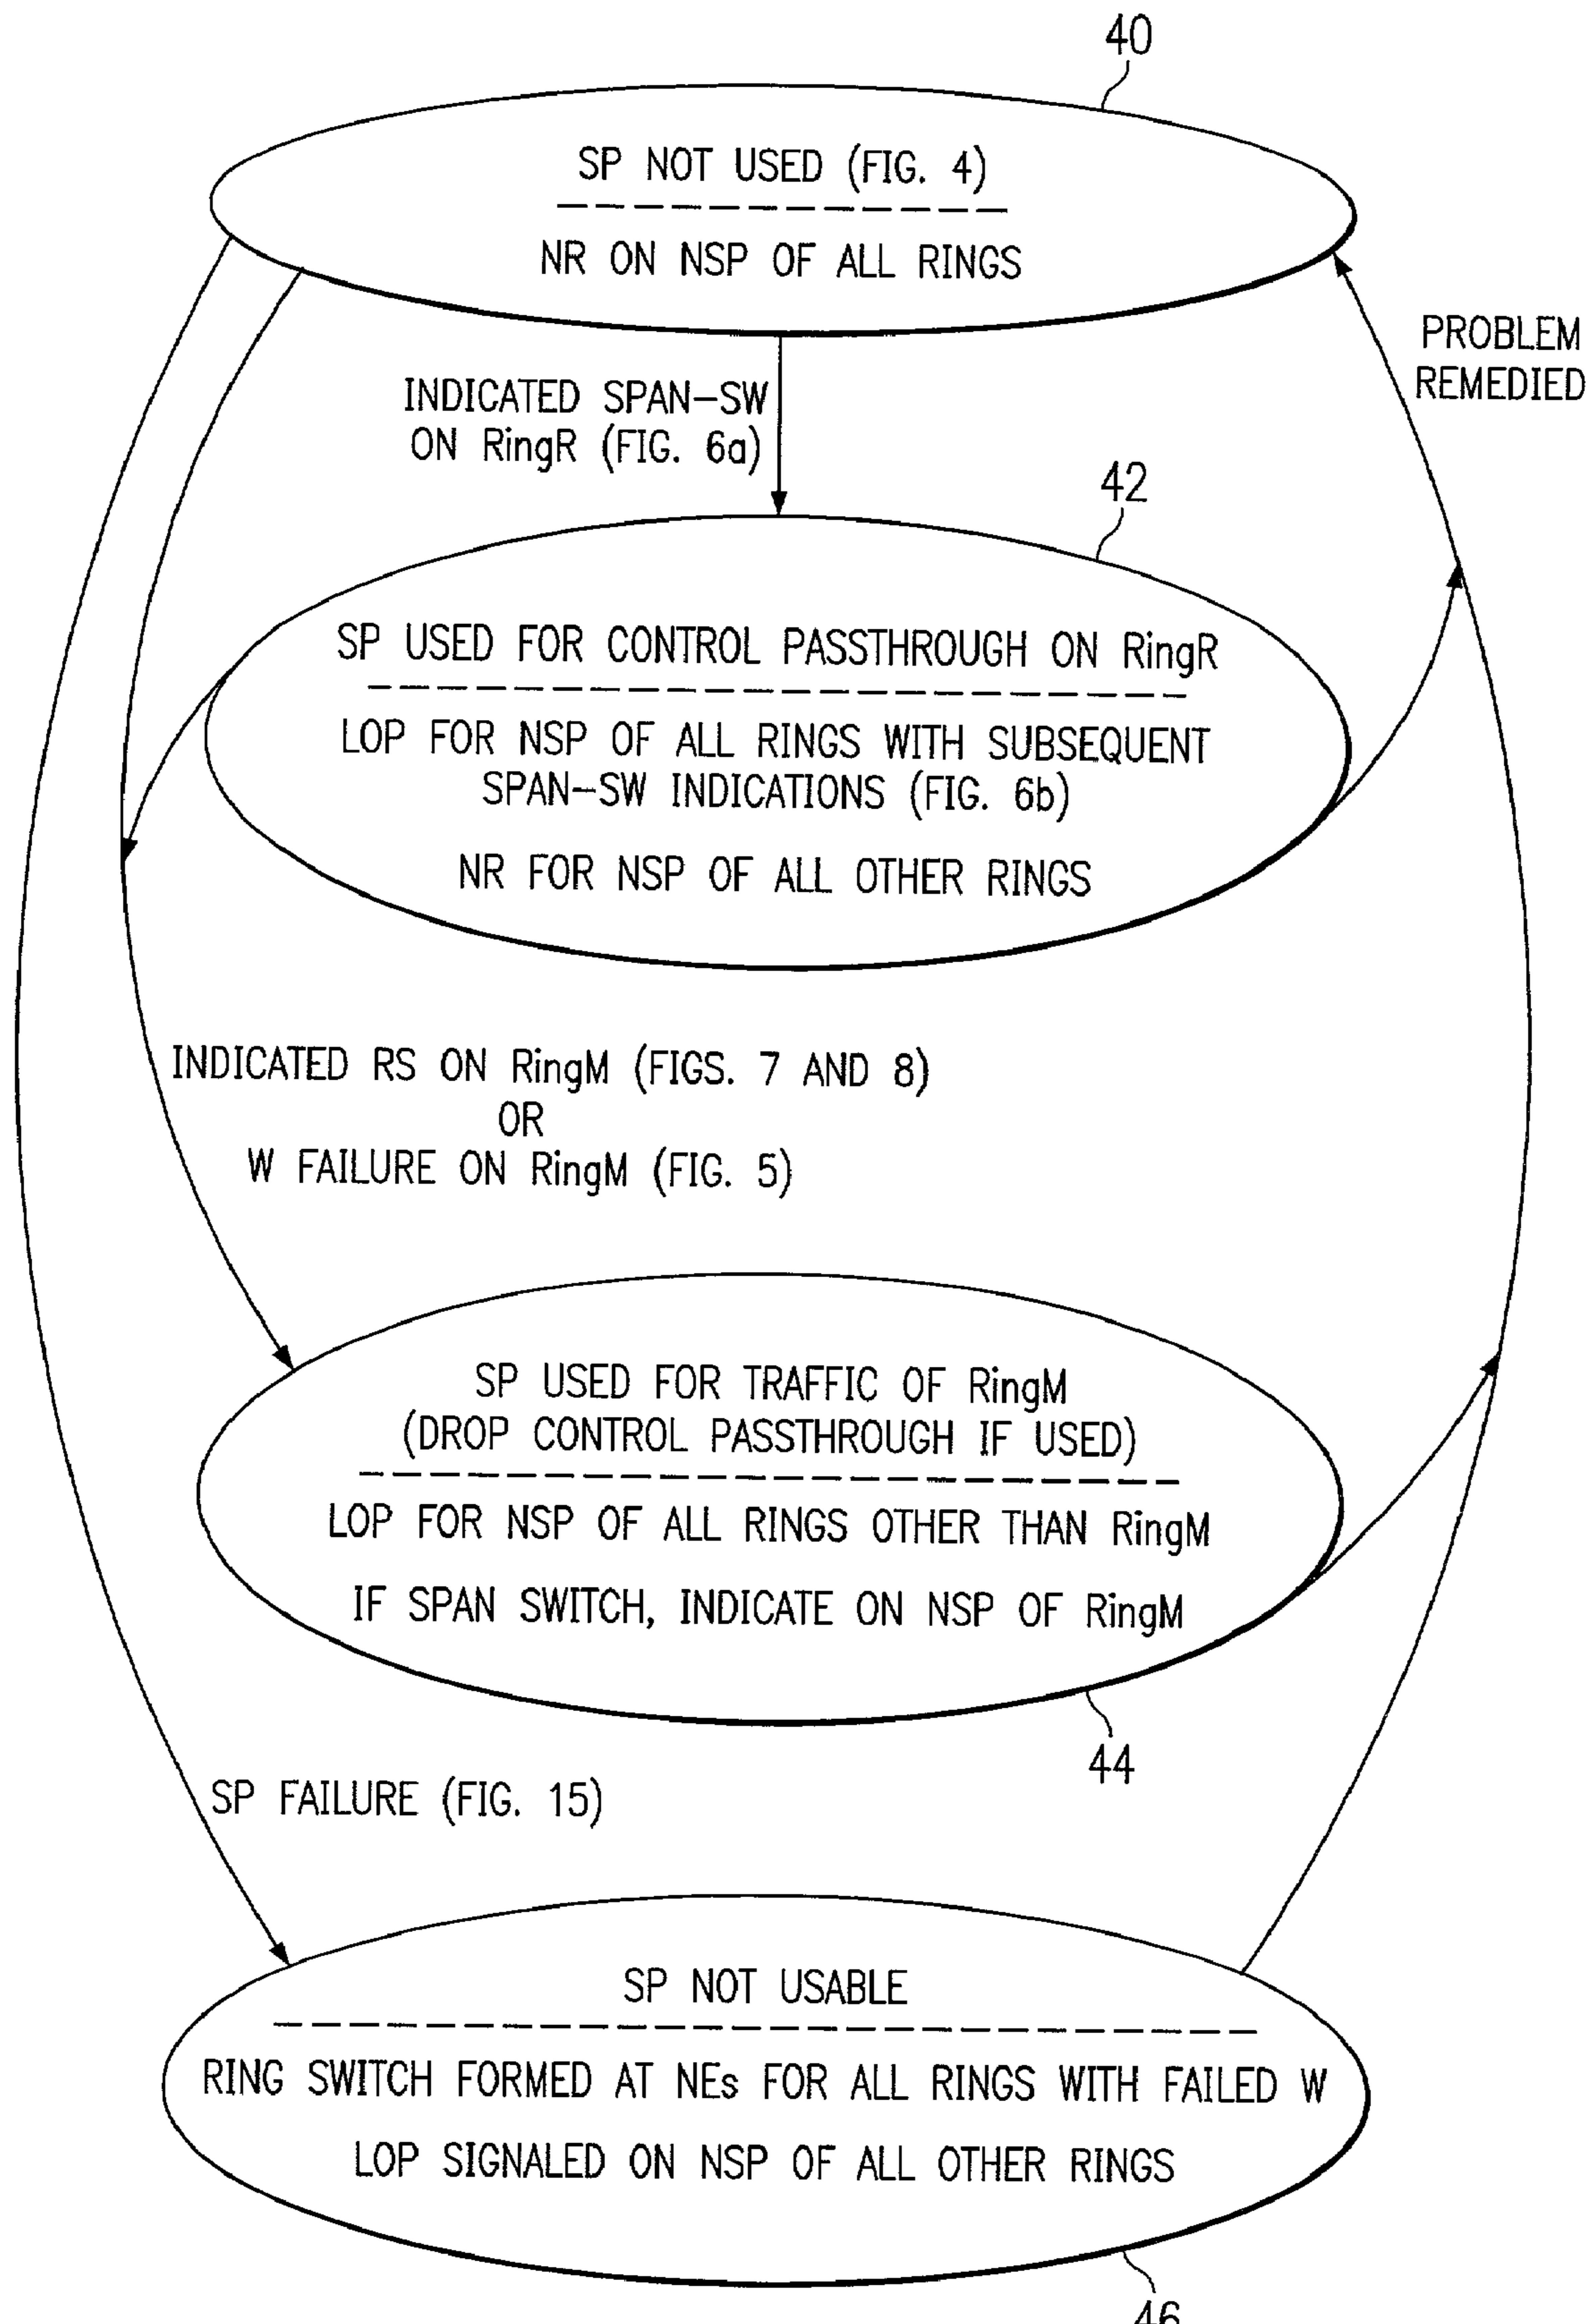 40
SP NOT USED (FIG. 4)
NR ON NSP OF ALL RINGS
PROBLEM
REMEDIED
INDICATED SPAN-SW
ON RingR (FIG. 6a)
42
SP USED FOR CONTROL PASSTHROUGH ON RingR
LOP FOR NSP OF ALL RINGS WITH SUBSEQUENT
SPAN-SW INDICATIONS (FIG. 6b)
NR FOR NSP OF ALL OTHER RINGS
INDICATED RS ON RingM (FIGS. 7 AND 8)
OR
W FAILURE ON RingM (FIG. 5)
SP USED FOR TRAFFIC OF RingM
(DROP CONTROL PASSTHROUGH IF USED)
LOP FOR NSP OF ALL RINGS OTHER THAN RingM
IF SPAN SWITCH, INDICATE ON NSP OF RingM
44
SP FAILURE (FIG. 15)
SP NOT USABLE
RING SWITCH FORMED AT NEs FOR ALL RINGS WITH FAILED W
LOP SIGNALED ON NSP OF ALL OTHER RINGS
46